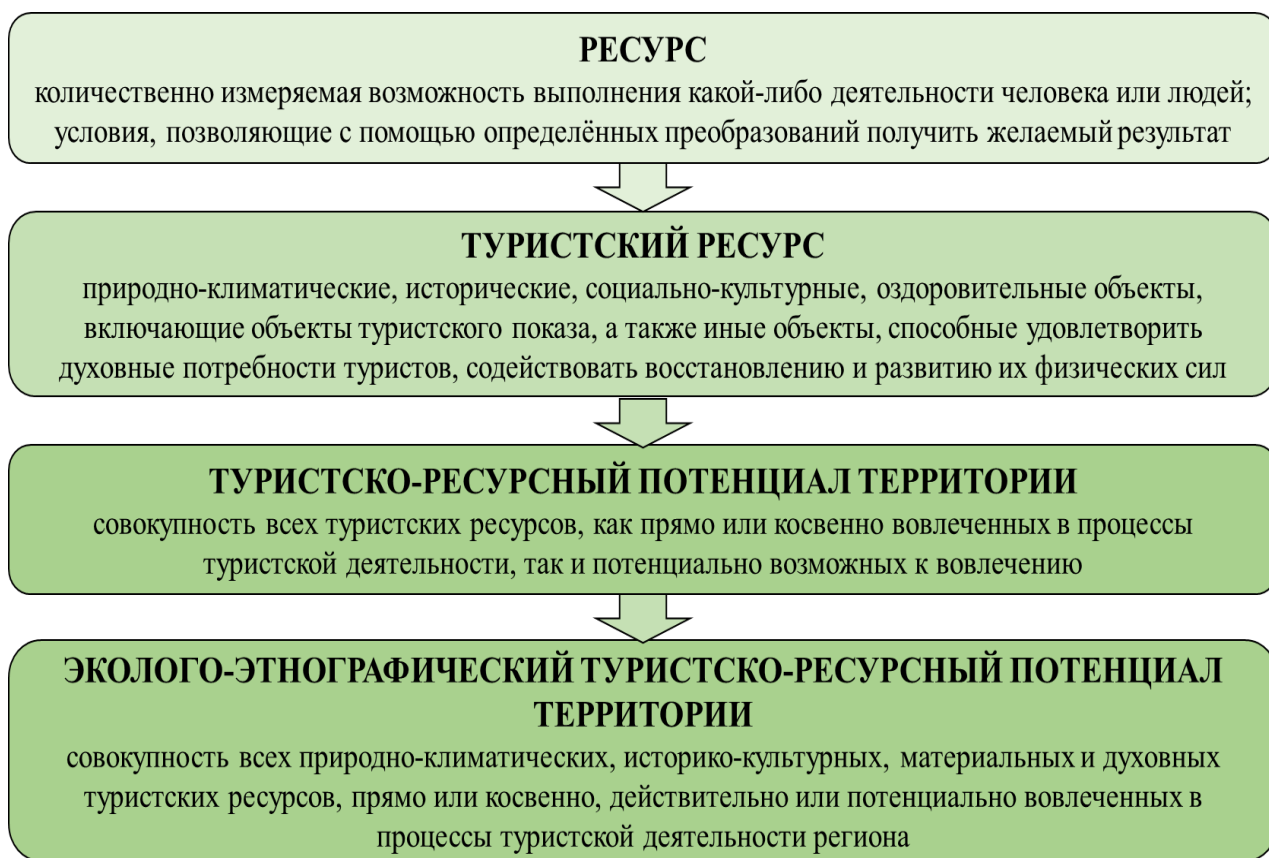 РЕСУРС
количественно измеряемая возможность выполнения какой-либо деятельности человека или людей;
условия, позволяющие с помощью определённых преобразований получить желаемый результат
ТУРИСТСКИЙ РЕСУРС
природно-климатические, исторические, социально-культурные, оздоровительные объекты,
включающие объекты туристского показа, а также иные объекты, способные удовлетворить
духовные потребности туристов, содействовать восстановлению и развитию их физических сил
ТУРИСТСКО-РЕСУРСНЫЙ ПОТЕНЦИАЛ ТЕРРИТОРИИ
совокупность всех туристских ресурсов, как прямо или косвенно вовлеченных в процессы
туристской деятельности, так и потенциально возможных к вовлечению
ЭКОЛОГО-ЭТНОГРАФИЧЕСКИЙ ТУРИСТСКО-РЕСУРСНЫЙ ПОТЕНЦИАЛ
ТЕРРИТОРИИ
совокупность всех природно-климатических, историко-культурных, материальных и духовных
туристских ресурсов, прямо или косвенно, действительно или потенциально вовлеченных в
процессы туристской деятельности региона